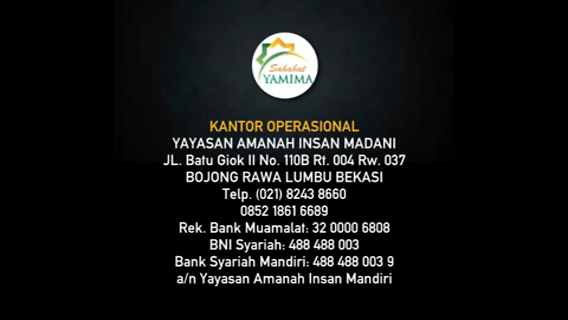 Sahabat
YAMIMA
KANTOR OPERASIONAL
YAYASAN AMANAH INSAN MADANI
JL. Batu Giok II No. 110B Rt. 004 Rw. 037
BOJONG RAWA LUMBU BEKASI
Telp. (021) 8243 8660
0852 1861 6689
Rek. Bank Muamalat: 32 0000 6808
BNI Syariah: 488 488 003
Bank Syariah Mandiri: 488 488 003 9
a/n Yayasan Amanah Insan Mandiri